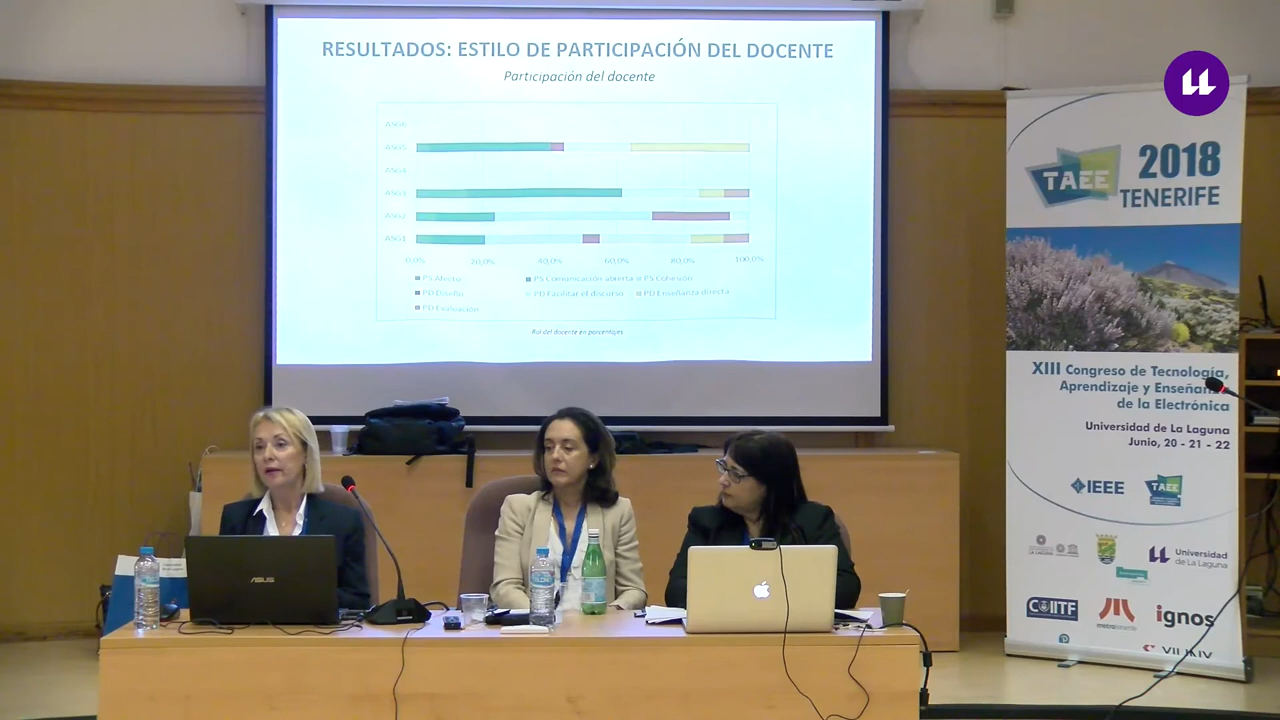 RESULTADOS: ESTILO DE PARTICIPACIÓN DEL DOCENTE
Participación del docente
ASG6
ASG5
ASG4
ASG3
ASG2
ASG1
0,0% 20,0% 40,0% 60,0% 80,0% 100,0%
PS Afecto PS Comunicación abierta PS Cohesión
PD Diseño PD Facilitar el discurso PD Enseñanza directa
PD Evaluación
Rol del docente en porcentajes
TAEE 2018
TENERIFE
XIII Congreso de Tecnología,
Aprendizaje y Enseñan
de la Electrónica
Universidad de La Laguna
Junio, 20 - 21 - 22
IEEE TAEE
Universidad
de La Laguna
COIITF
metrotenerife
ignos
ASUS